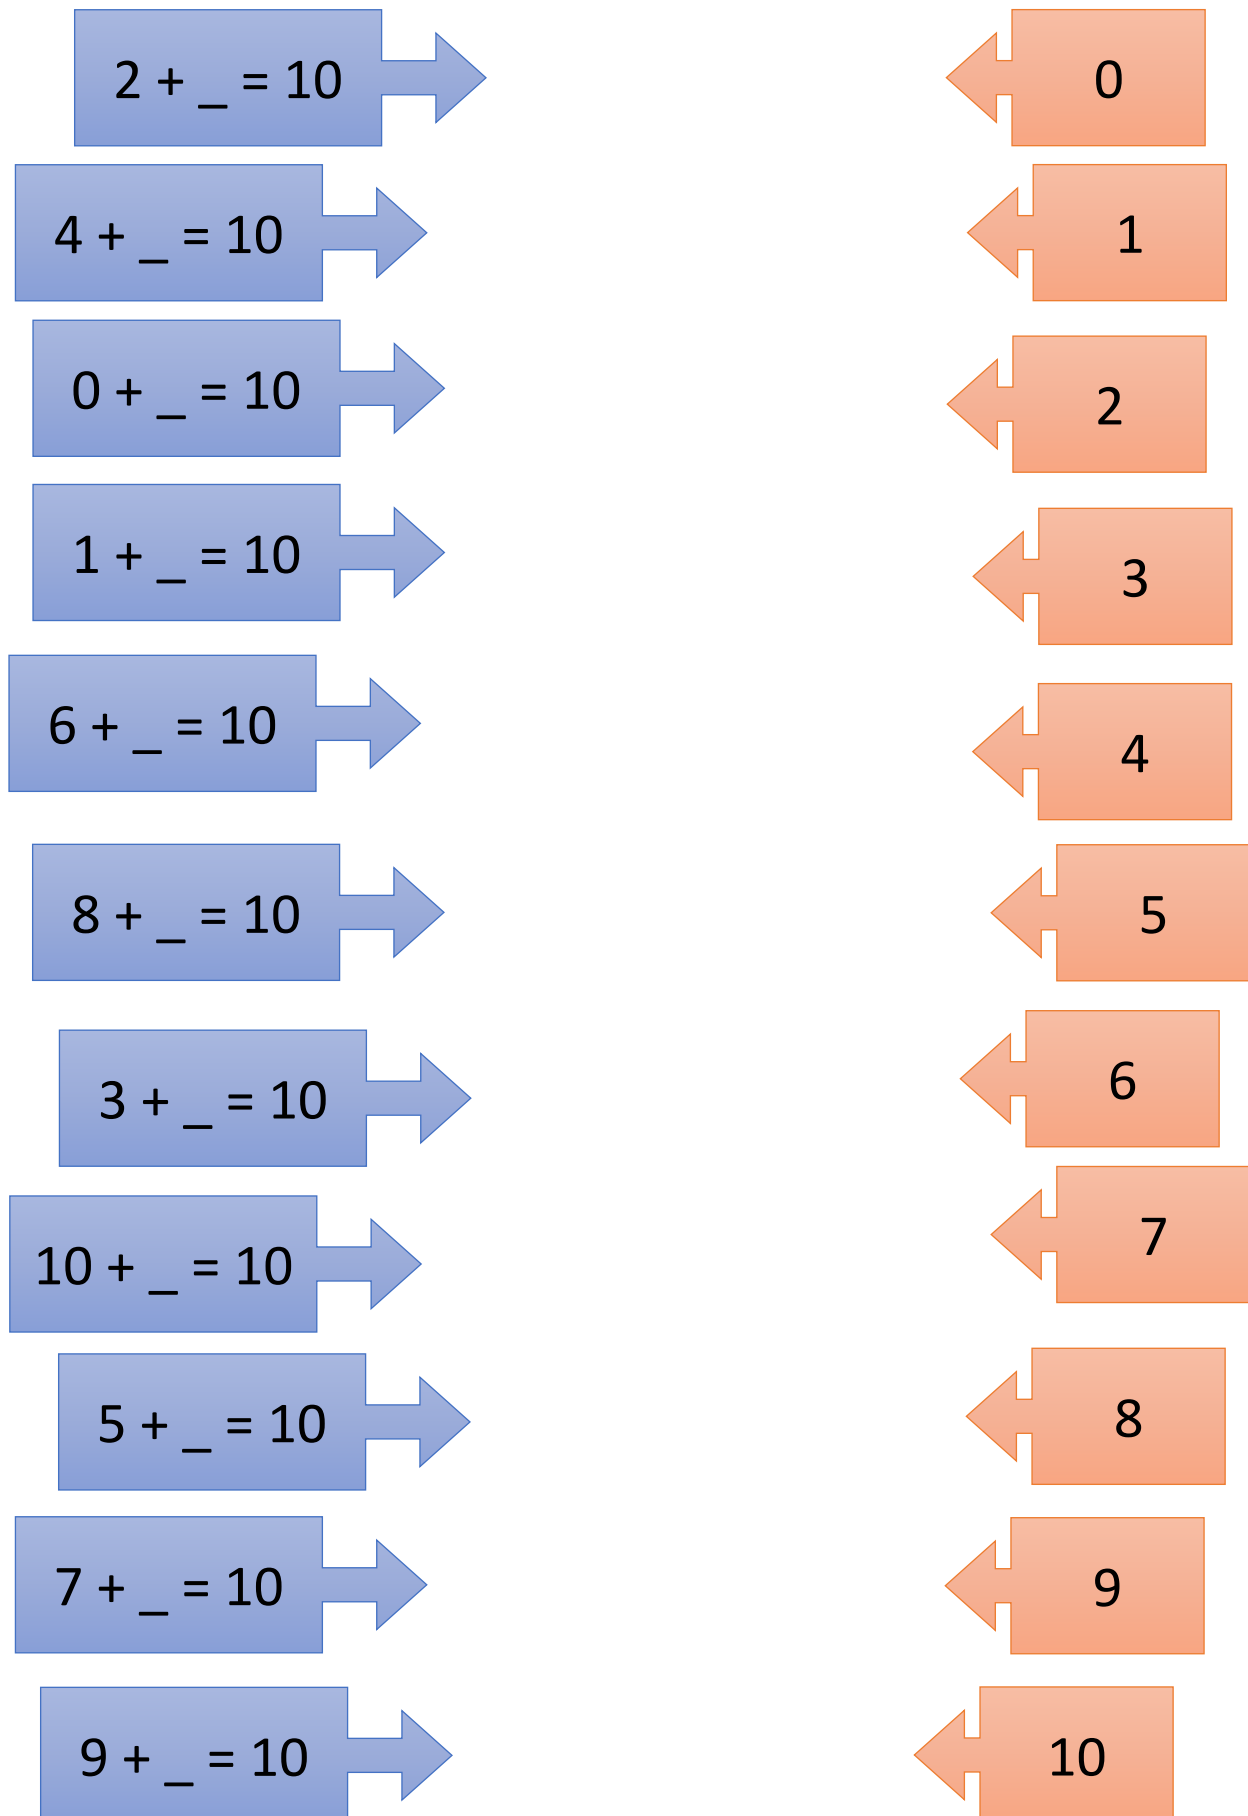 2 + _ = 10
0
4 + _ = 10
1
0 + _ = 10
2
1 + _ = 10
3
6 + _ = 10
4
8 + _ = 10
5
3 + _ = 10
6
10 + _ = 10
7
5 + _ = 10
8
7 + _ = 10
9
9 + _ = 10
10